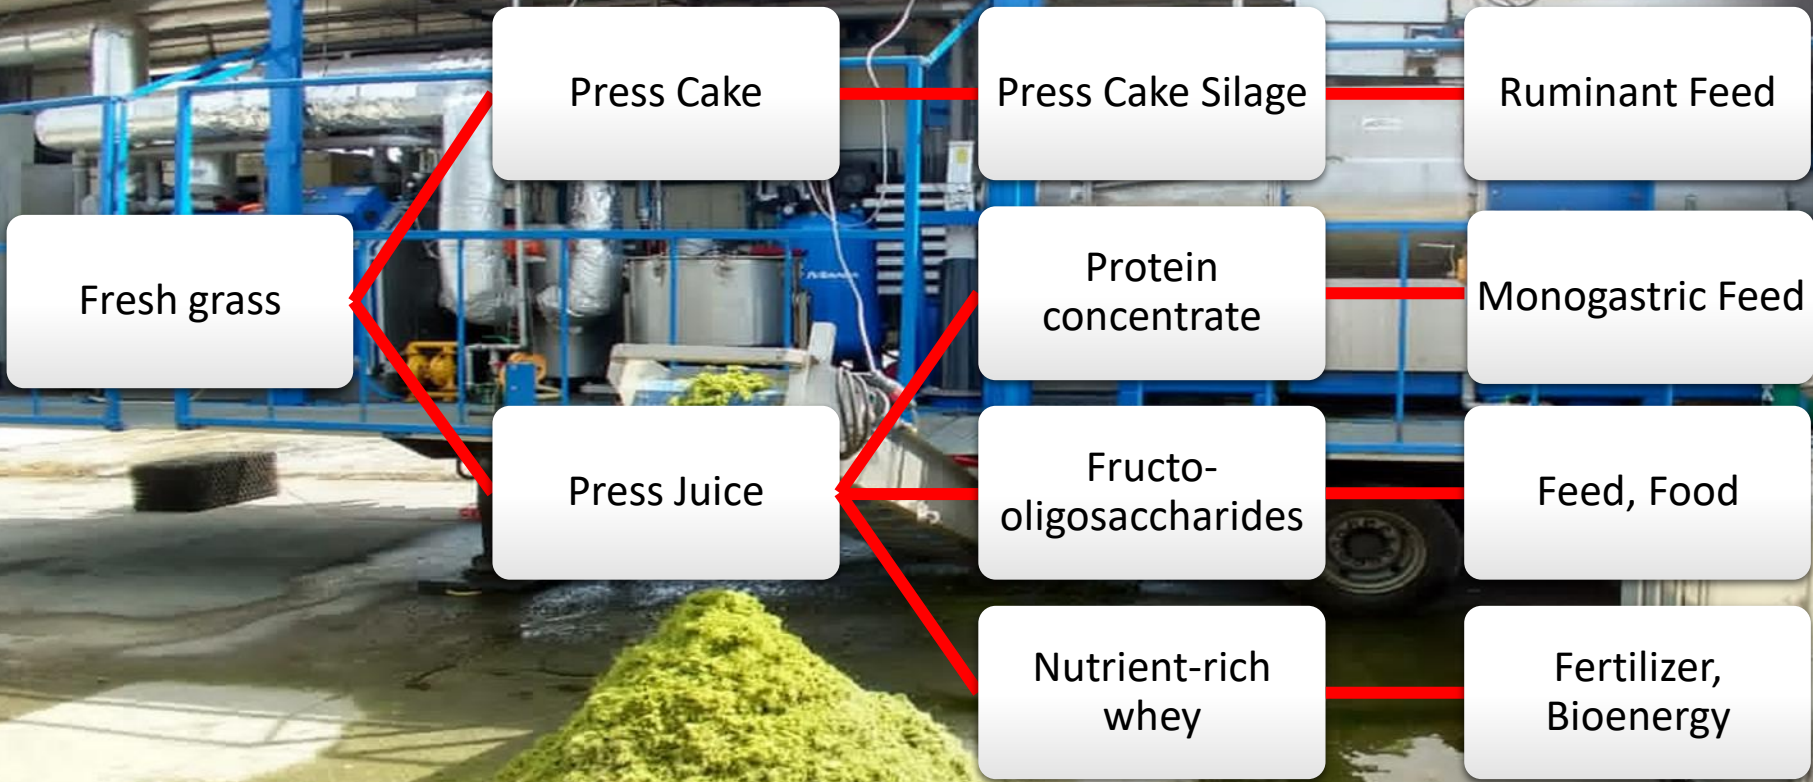 Press Cake
Press Cake Silage
Ruminant Feed
Fresh grass
Protein
concentrate
Monogastric Feed
Press Juice
Fructo-
oligosaccharides
Feed, Food
Nutrient-rich
whey
Fertilizer,
Bioenergy